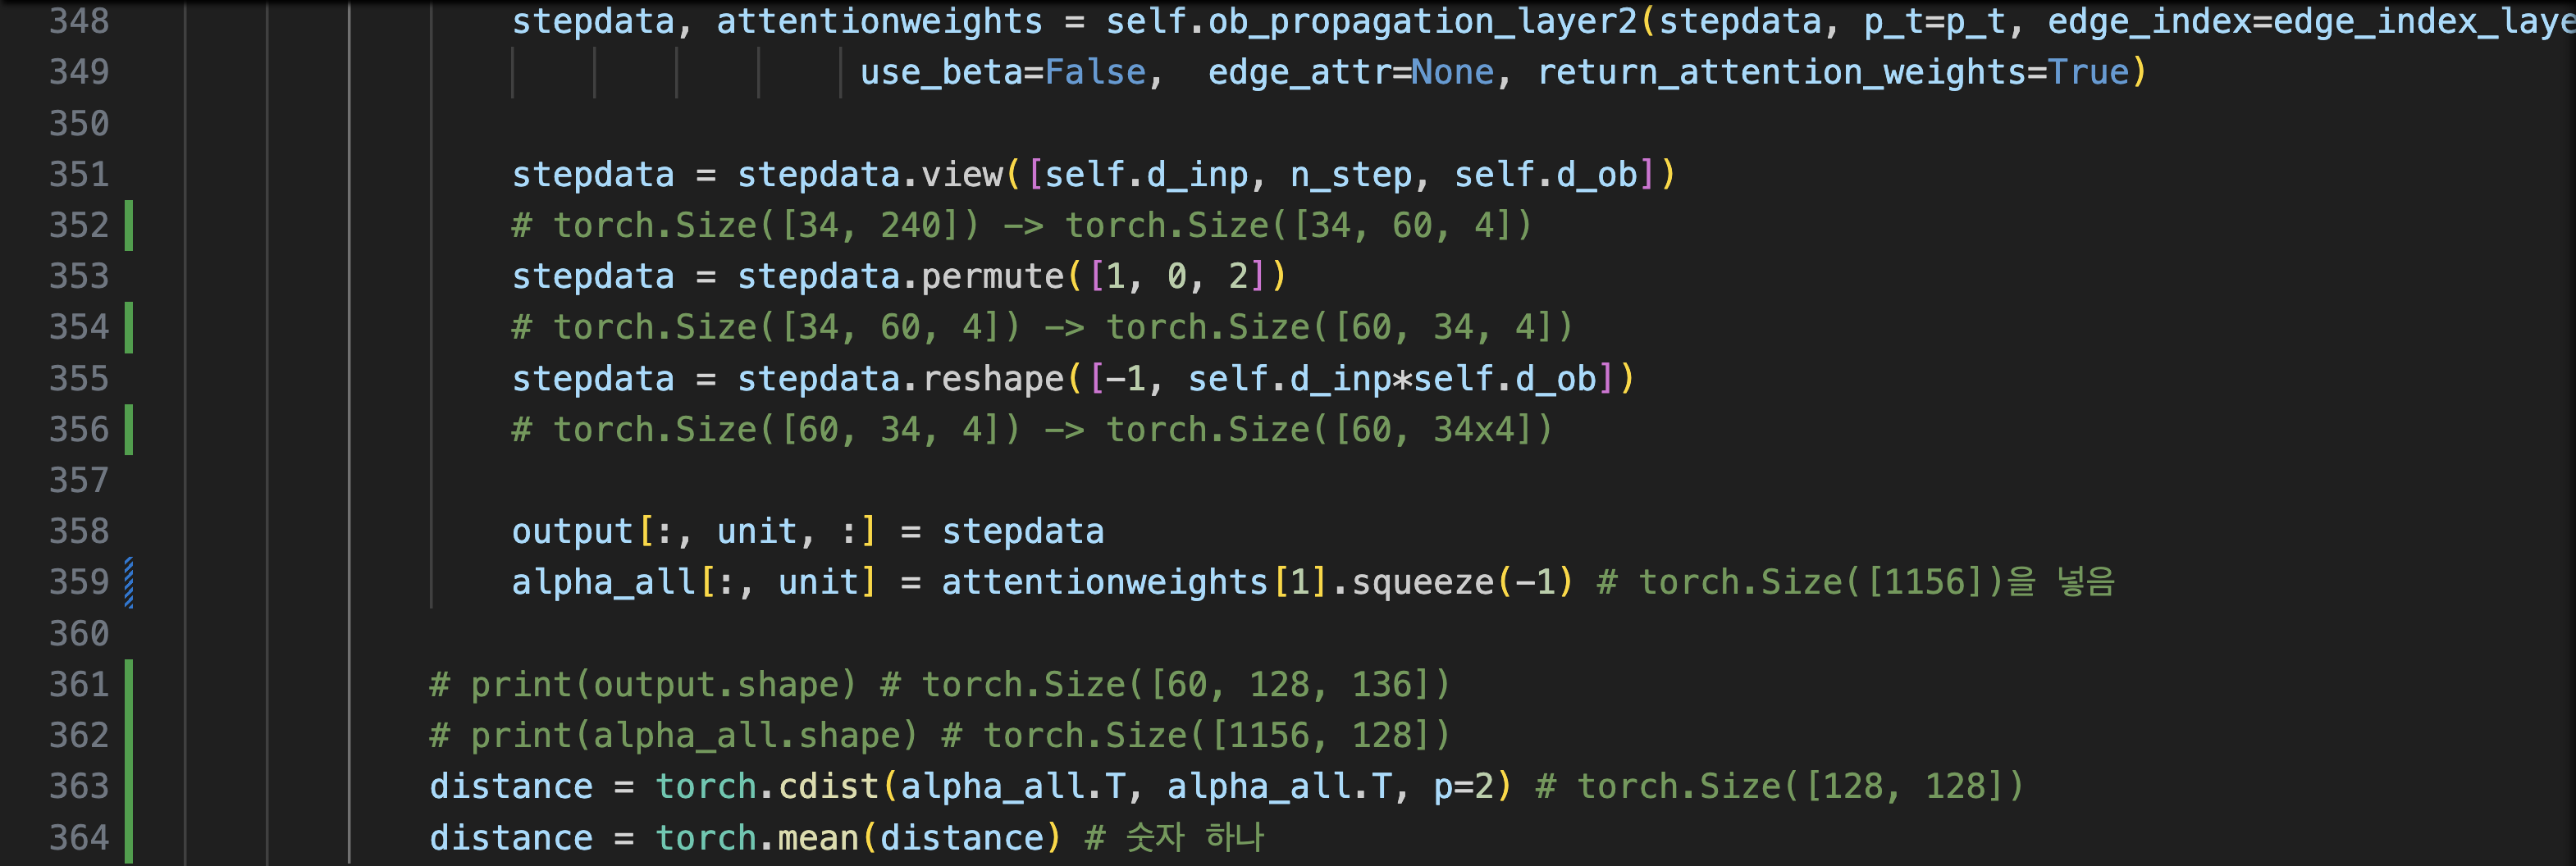 348 stepdata, attentionweights = self.ob_propagation_layer2(stepdata, p_t=p_t, edge_index=edge_index_laye
349 use_beta=False,  edge_attr=None, return_attention_weights=True)
350
351 stepdata = stepdata.view([self.d_inp, n_step, self.d_ob])
352 # torch.Size([34, 240]) -> torch.Size([34, 60, 4])
353 stepdata = stepdata.permute([1, 0, 2])
354 # torch.Size([34, 60, 4]) -> torch.Size([60, 34, 4])
355 stepdata = stepdata.reshape([-1, self.d_inp*self.d_ob])
356 # torch.Size([60, 34, 4]) -> torch.Size([60, 34x4])
357
358 output[:, unit, :] = stepdata
359 alpha_all[:, unit] = attentionweights[1].squeeze(-1) # torch.Size([1156])을 넣음
360
361 # print(output.shape) # torch.Size([60, 128, 136])
362 # print(alpha_all.shape) # torch.Size([1156, 128])
363 distance = torch.cdist(alpha_all.T, alpha_all.T, p=2) # torch.Size([128, 128])
364 distance = torch.mean(distance) # 숫자 하나